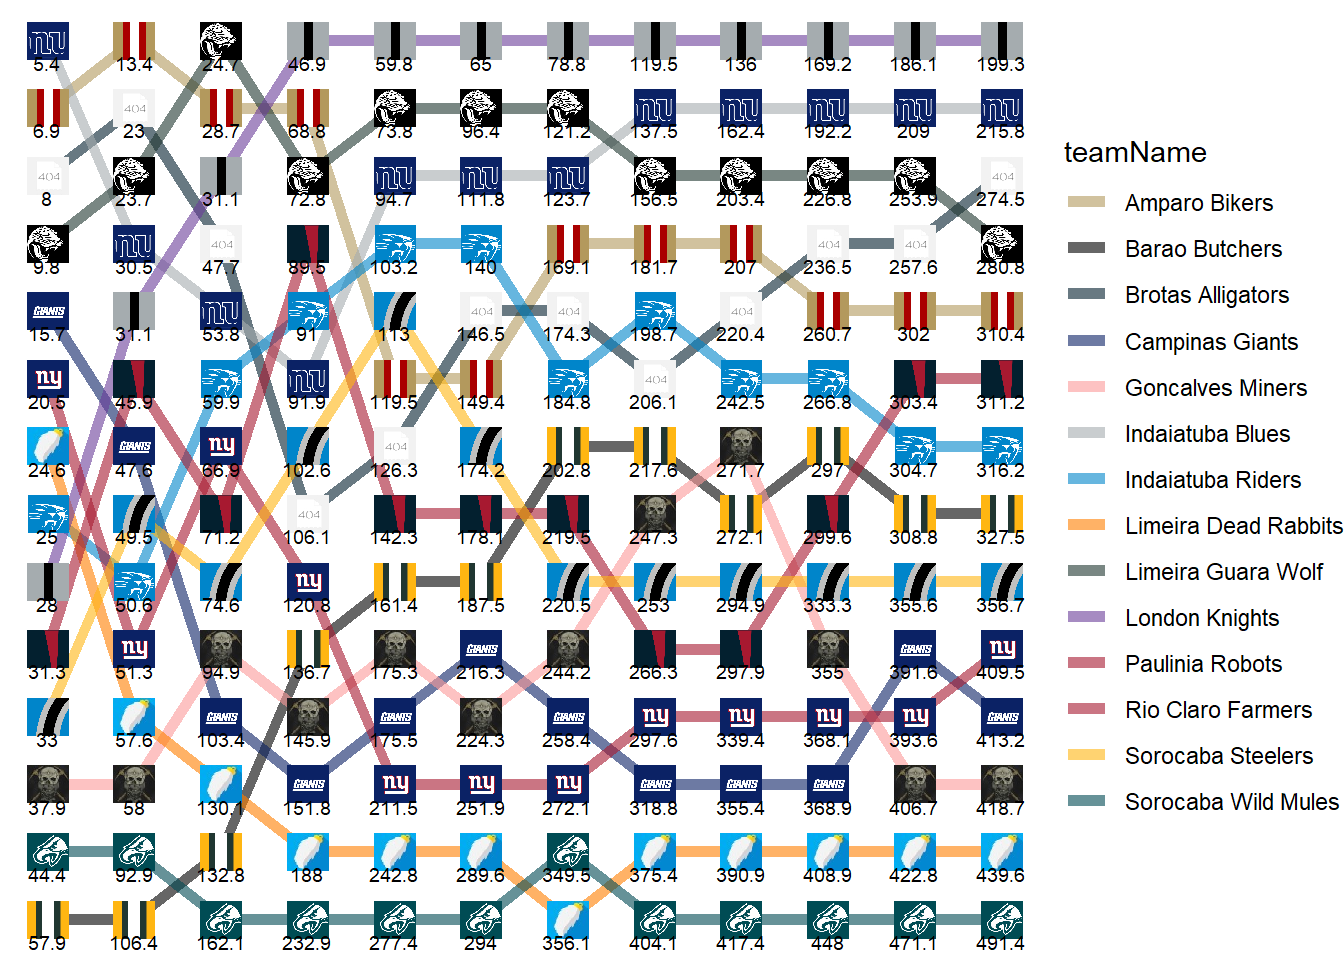 5.4 13.4 24.7 46.9 59.8 65 78.8 119.5 136 169.2 186.1 199.3
6.9 23 28.7 68.8 73.8 96.4 121.2 137.5 162.4 192.2 209 215.8
8 23.7 31.1 72.8 94.7 111.8 123.7 156.5 203.4 226.8 253.9 274.5
9.8 30.5 47.7 89.5 103.2 140 169.1 181.7 207 236.5 257.6 280.8
15.7 31.1 53.8 91 113 146.5 174.3 198.7 220.4 260.7 302 310.4
20.5 45.9 59.9 91.9 119.5 149.4 184.8 206.1 242.5 266.8 303.4 311.2
24.6 47.6 66.9 102.6 126.3 174.2 202.8 217.6 271.7 297 304.7 316.2
25 49.5 71.2 106.1 142.3 178.1 219.5 247.3 272.1 299.6 308.8 327.5
28 50.6 74.6 120.8 161.4 187.5 220.5 253 294.9 333.3 355.6 356.7
31.3 51.3 94.9 136.7 175.3 216.3 244.2 266.3 297.9 355 391.6 409.5
33 57.6 103.4 145.9 175.5 224.3 258.4 297.6 339.4 368.1 393.6 413.2
37.9 58 130.1 151.8 211.5 251.9 272.1 318.8 355.4 368.9 406.7 418.7
44.4 92.9 132.8 188 242.8 289.6 349.5 375.4 390.9 408.9 422.8 439.6
57.9 106.4 162.1 232.9 277.4 294 356.1 404.1 417.4 448 471.1 491.4
teamName
Amparo Bikers
Barao Butchers
Brotas Alligators
Campinas Giants
Goncalves Miners
Indaiatuba Blues
Indaiatuba Riders
Limeira Dead Rabbits
Limeira Guara Wolf
London Knights
Paulinia Robots
Rio Claro Farmers
Sorocaba Steelers
Sorocaba Wild Mules